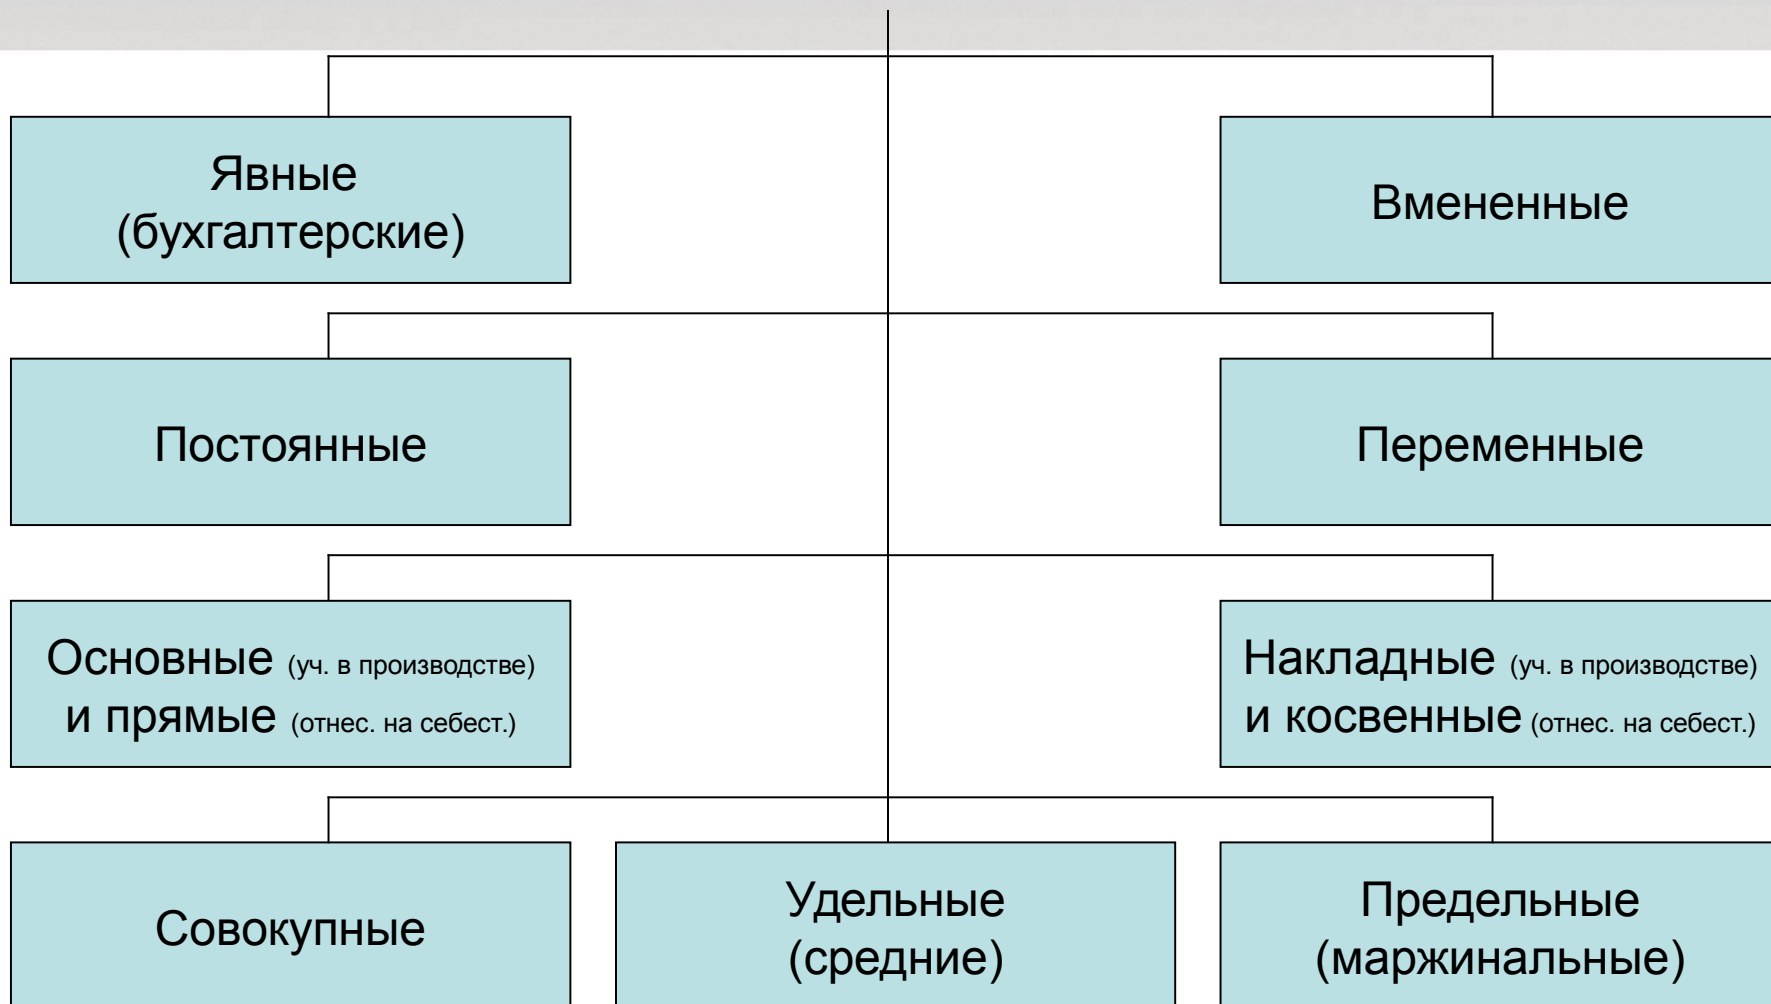 Явные
(бухгалтерские)
Вмененные
Постоянные
Переменные
Основные (уч. в производстве)
и прямые (отнес. на себест.)
Накладные (уч. в производстве)
и косвенные (отнес. на себест.)
Совокупные
Удельные
(средние)
Предельные
(маржинальные)